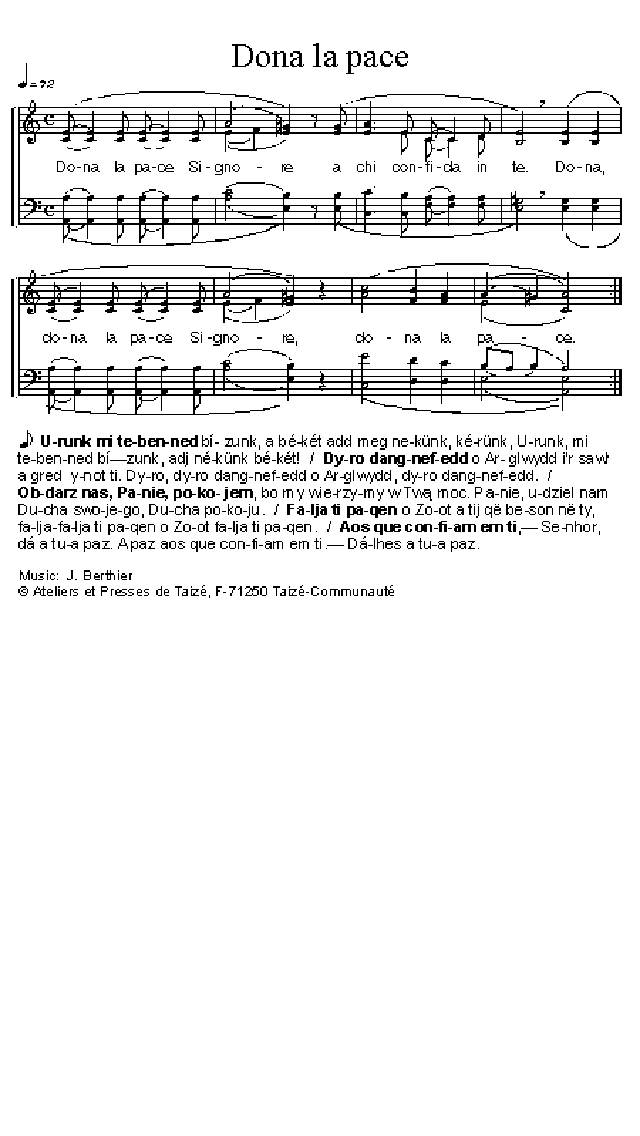 Dona la pace
♩=72
Do-na la pa-ce Si-gno - re a chi con-fi-da in te. Do-na,
do-na la pa-ce Si-gno - re, do - na la pa - ce.
♪ U-runk mi te-ben-ned bí- zunk, a bé-két add meg ne-künk, ké-rünk, U-runk, mi
te-ben-ned bí—zunk, adj né-künk bé-két! / Dy-ro dang-nef-edd o Ar-glwydd i'r sawl
a gred y-not ti. Dy-ro, dy-ro dang-nef-edd o Ar-glwydd, dy-ro dang-nef-edd. /
Ob-darz nas, Pa-nie, po-ko-jem, bo m y wie-rzy-my w Twą moc. Pa-nie, u-dziel nam
Du-cha swo-je-go, Du-cha po-ko-ju. / Fa-lja ti pa-qen o Zo-ot a tij që be-son në ty,
fa-lja-fa-lja ti pa-qen o Zo-ot fa-lja ti pa-qen. / Aos que con-fi-am em ti,— Se-nhor,
dá a tu-a paz. A paz aos que con-fi-am em ti.— Dá-lhes a tu-a paz.
Music: J. Berthier
© Ateliers et Presses de Taizé, F-71250 Taizé-Communauté